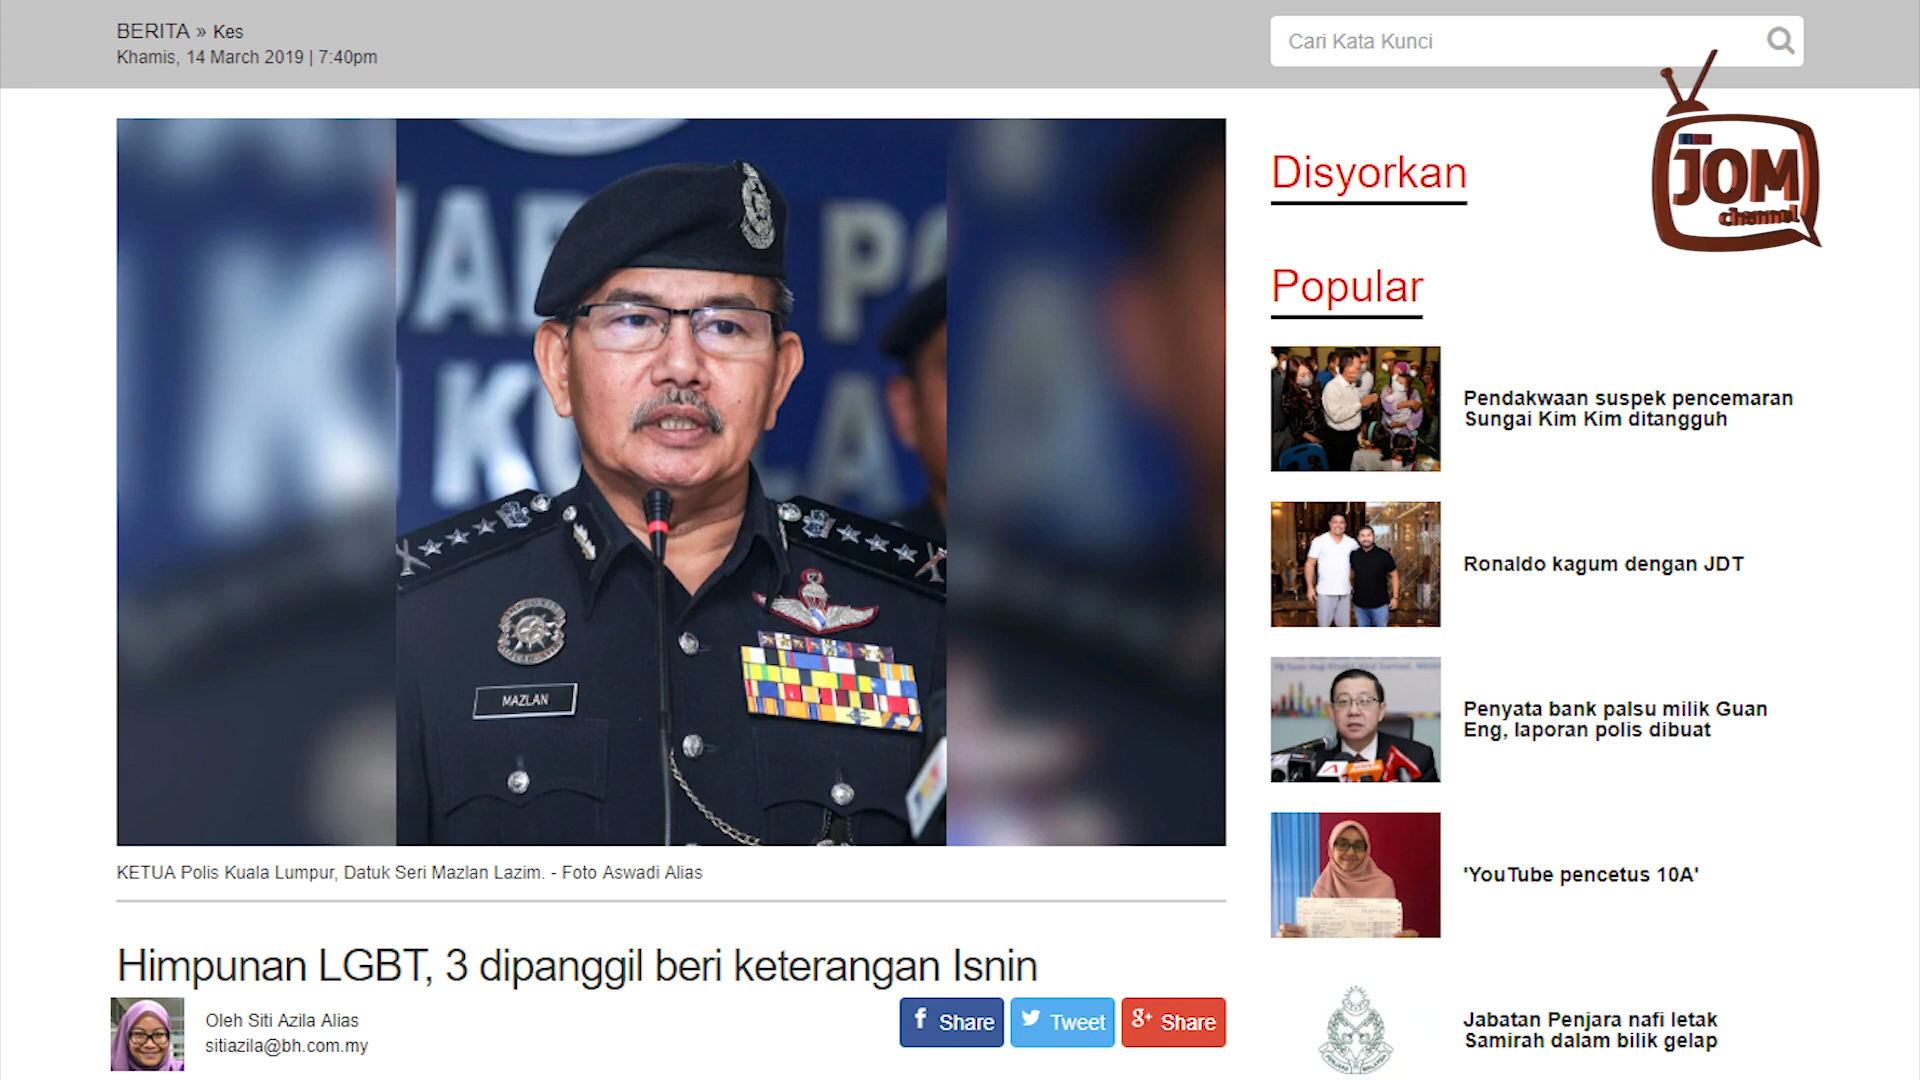 BERITA » Kes
Khamis, 14 March 2019 | 7:40pm
Cari Kata Kunci
JOM
channel
MAZLAN
KETUA Polis Kuala Lumpur, Datuk Seri Mazlan Lazim. - Foto Aswadi Alias
Himpunan LGBT, 3 dipanggil beri keterangan Isnin
Oleh Siti Azila Alias
sitiazila@bh.com.my
f Share
Tweet
g+ Share
Disyorkan
Popular
Pendakwaan suspek pencemaran
Sungai Kim Kim ditangguh
Ronaldo kagum dengan JDT
Penyata bank palsu milik Guan
Eng, laporan polis dibuat
'YouTube pencetus 10A'
Jabatan Penjara nafi letak
Samirah dalam bilik gelap